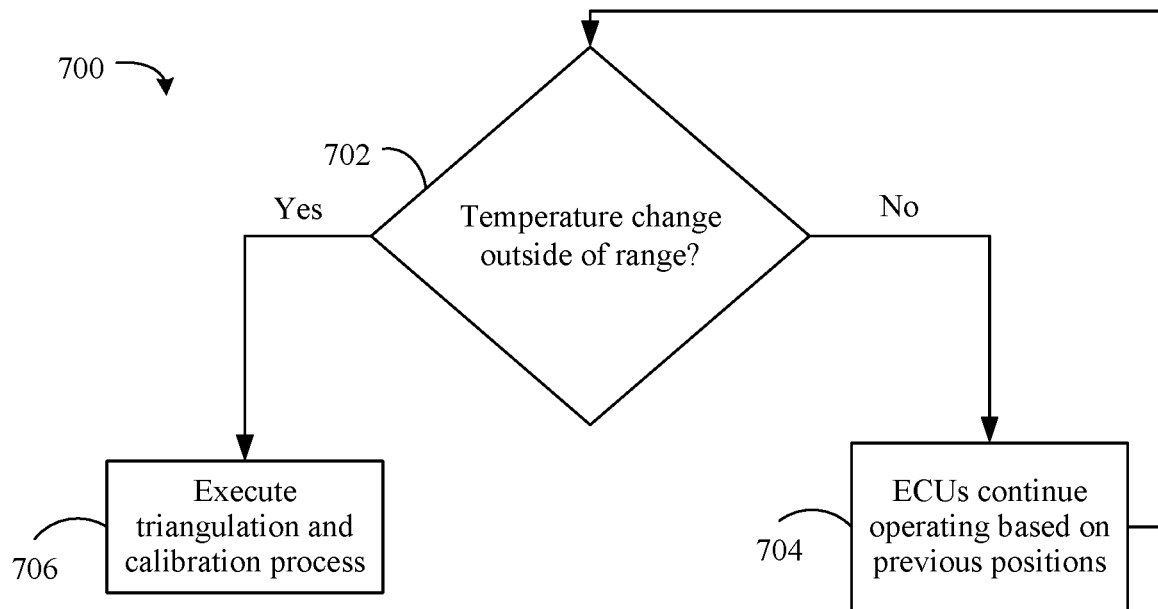 700
702
Yes
Temperature change
outside of range?
No
Execute
triangulation and
calibration process
706
ECUs continue
operating based on
previous positions
704